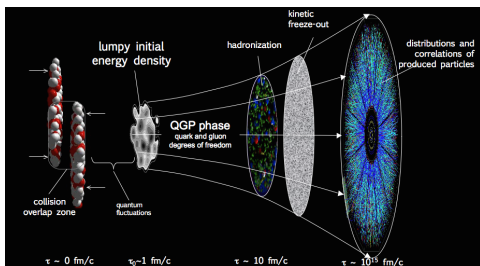 kinetic
freeze-out
lumpy initial
energy density
hadronization
distributions and
correlations of
produced particles
QGP phase
quark and gluon
degrees of freedom
collision
overlap zone
quantum
fluctuations
τ ~ 0 fm/c
τ₀~1 fm/c
τ ~ 10 fm/c
τ ~ 10¹⁵ fm/c